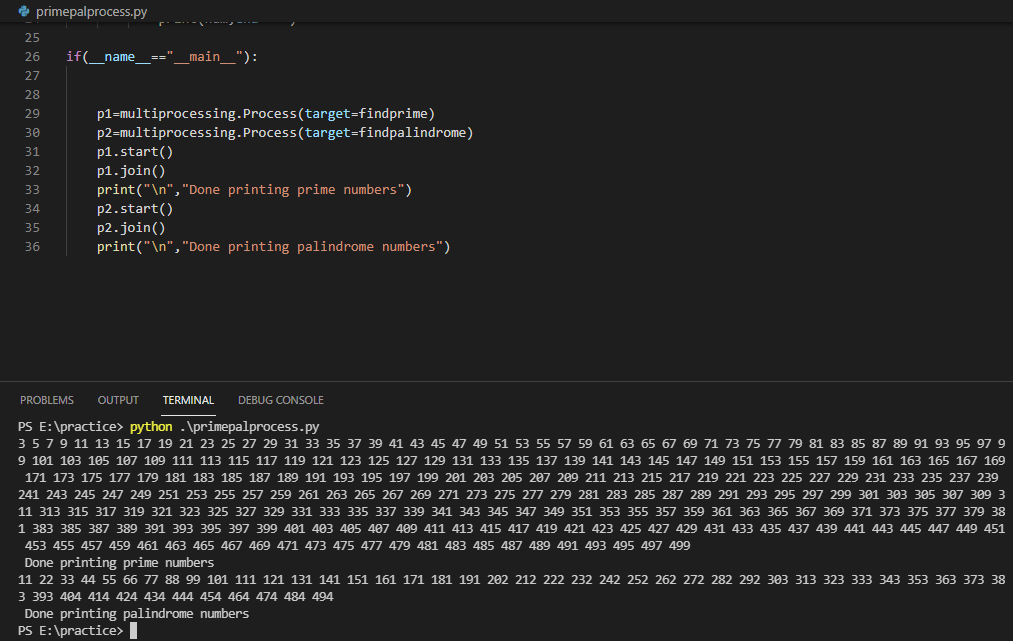 primepalprocess.py
25
26 if(__name__=="__main__"):
27
28
29 p1=multiprocessing.Process(target=findprime)
30 p2=multiprocessing.Process(target=findpalindrome)
31 p1.start()
32 p1.join()
33 print("\n","Done printing prime numbers")
34 p2.start()
35 p2.join()
36 print("\n","Done printing palindrome numbers")
PROBLEMS OUTPUT TERMINAL DEBUG CONSOLE
PS E:\practice> python .\primepalprocess.py
3 5 7 9 11 13 15 17 19 21 23 25 27 29 31 33 35 37 39 41 43 45 47 49 51 53 55 57 59 61 63 65 67 69 71 73 75 77 79 81 83 85 87 89 91 93 95 97 9
9 101 103 105 107 109 111 113 115 117 119 121 123 125 127 129 131 133 135 137 139 141 143 145 147 149 151 153 155 157 159 161 163 165 167 169
171 173 175 177 179 181 183 185 187 189 191 193 195 197 199 201 203 205 207 209 211 213 215 217 219 221 223 225 227 229 231 233 235 237 239
241 243 245 247 249 251 253 255 257 259 261 263 265 267 269 271 273 275 277 279 281 283 285 287 289 291 293 295 297 299 301 303 305 307 309 3
11 313 315 317 319 321 323 325 327 329 331 333 335 337 339 341 343 345 347 349 351 353 355 357 359 361 363 365 367 369 371 373 375 377 379 38
1 383 385 387 389 391 393 395 397 399 401 403 405 407 409 411 413 415 417 419 421 423 425 427 429 431 433 435 437 439 441 443 445 447 449 451
453 455 457 459 461 463 465 467 469 471 473 475 477 479 481 483 485 487 489 491 493 495 497 499
Done printing prime numbers
11 22 33 44 55 66 77 88 99 101 111 121 131 141 151 161 171 181 191 202 212 222 232 242 252 262 272 282 292 303 313 323 333 343 353 363 373 38
3 393 404 414 424 434 444 454 464 474 484 494
Done printing palindrome numbers
PS E:\practice>